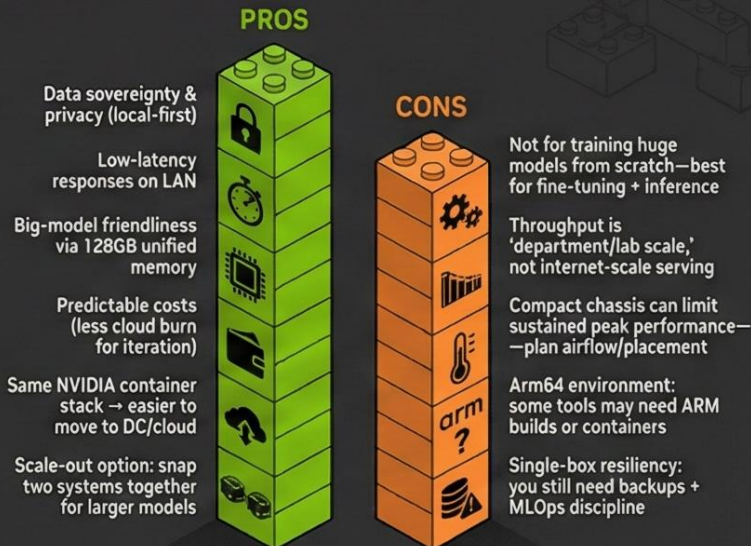 PROS
Data sovereignty &
privacy (local-first)
Low-latency
responses on LAN
Big-model friendliness
via 128GB unified
memory
Predictable costs
(less cloud burn
for iteration)
Same NVIDIA container
stack → easier to
move to DC/cloud
Scale-out option: snap
two systems together
for larger models
CONS
Not for training huge
models from scratch—best
for fine-tuning + inference
Throughput is
‘department/lab scale,’
not internet-scale serving
Compact chassis can limit
sustained peak performance—
—plan airflow/placement
arm
?
Arm64 environment:
some tools may need ARM
builds or containers
Single-box resiliency:
you still need backups +
MLOps discipline